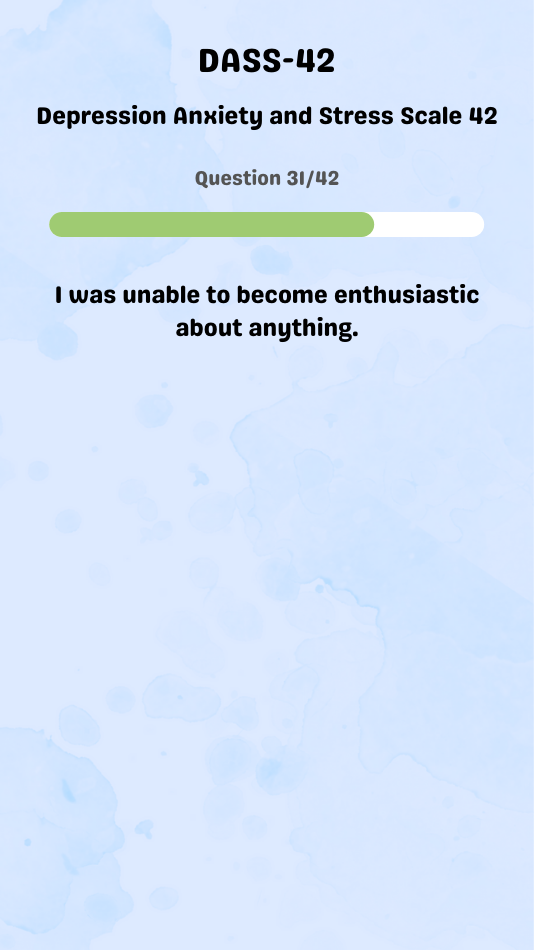 DASS-42
Depression Anxiety and Stress Scale 42
Question 31/42
I was unable to become enthusiastic
about anything.